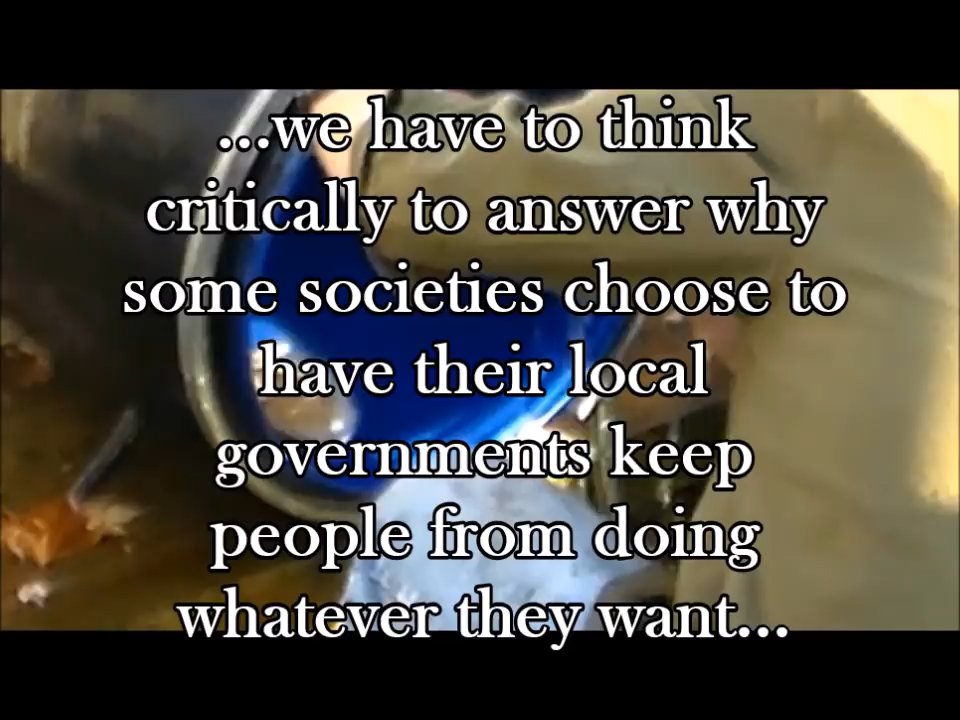 ...we have to think
critically to answer why
some societies choose to
have their local
governments keep
people from doing
whatever they want...